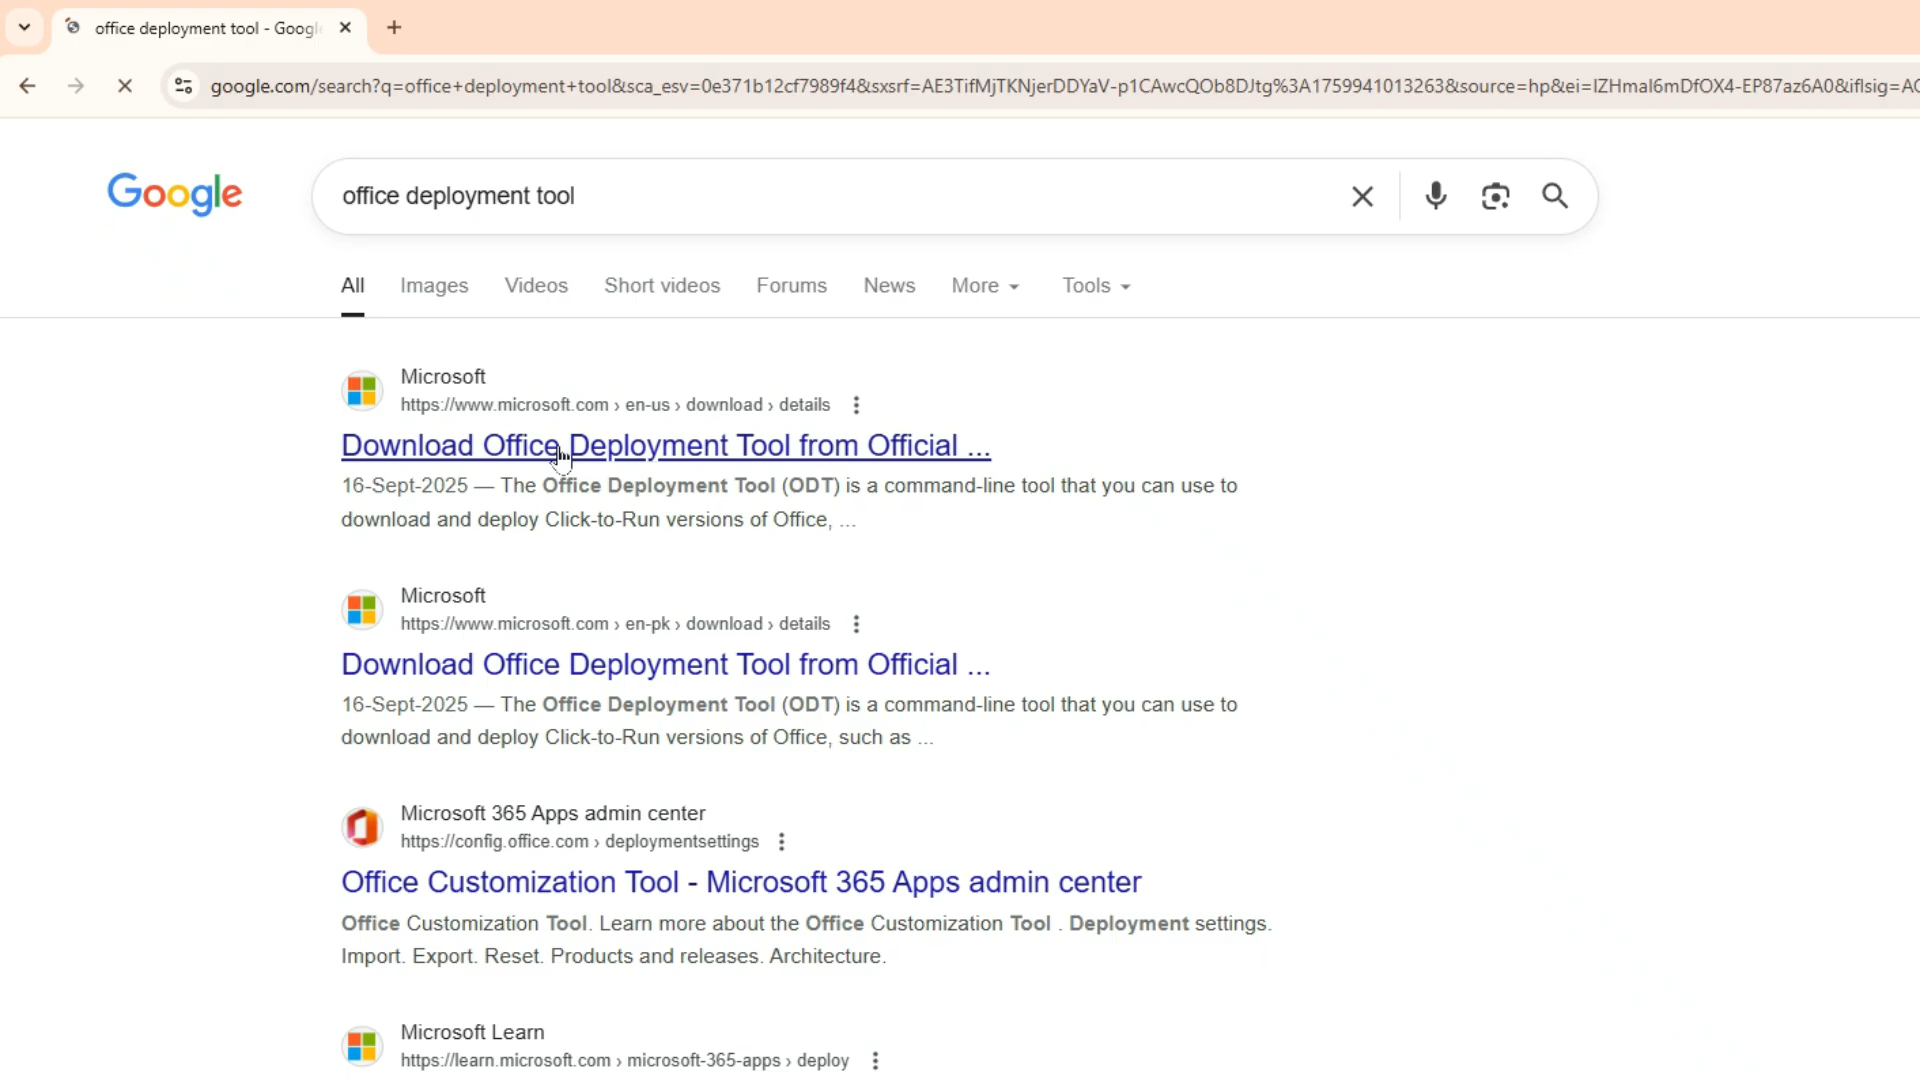 office deployment tool - Googl
google.com/search?q=office+deployment+tool&sca_esv=0e371b12cf7989f4&sxsrf=AE3TifMjTKNjerDDYaV-p1CAwcQOb8DJtg%3A1759941013263&source=hp&ei=IZHmaI6mDfOX4-EP87az6A0&iflsig=AO
Google
office deployment tool
All Images Videos Short videos Forums News More Tools
Microsoft
https://www.microsoft.com › en-us › download › details
Download Office Deployment Tool from Official ...
16-Sept-2025 — The Office Deployment Tool (ODT) is a command-line tool that you can use to
download and deploy Click-to-Run versions of Office, ...
Microsoft
https://www.microsoft.com › en-pk › download › details
Download Office Deployment Tool from Official ...
16-Sept-2025 — The Office Deployment Tool (ODT) is a command-line tool that you can use to
download and deploy Click-to-Run versions of Office, such as ...
Microsoft 365 Apps admin center
https://config.office.com › deploymentsettings
Office Customization Tool - Microsoft 365 Apps admin center
Office Customization Tool. Learn more about the Office Customization Tool . Deployment settings.
Import. Export. Reset. Products and releases. Architecture.
Microsoft Learn
https://learn.microsoft.com › microsoft-365-apps › deploy